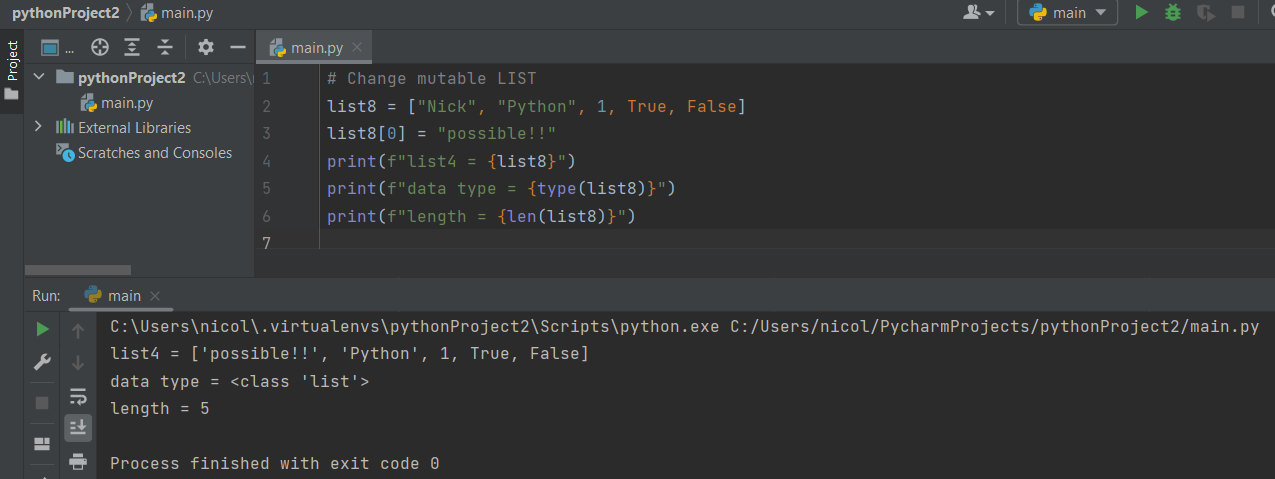 pythonProject2 main.py
main
Project
...
main.py
pythonProject2 C:\Users\
main.py
External Libraries
Scratches and Consoles
1 # Change mutable LIST
2 list8 = ["Nick", "Python", 1, True, False]
3 list8[0] = "possible!!"
4 print(f"list4 = {list8}")
5 print(f"data type = {type(list8)}")
6 print(f"length = {len(list8)}")
7
Run: main
C:\Users\nicol\.virtualenvs\pythonProject2\Scripts\python.exe C:/Users/nicol/PycharmProjects/pythonProject2/main.py
list4 = ['possible!!', 'Python', 1, True, False]
data type = <class 'list'>
length = 5
Process finished with exit code 0